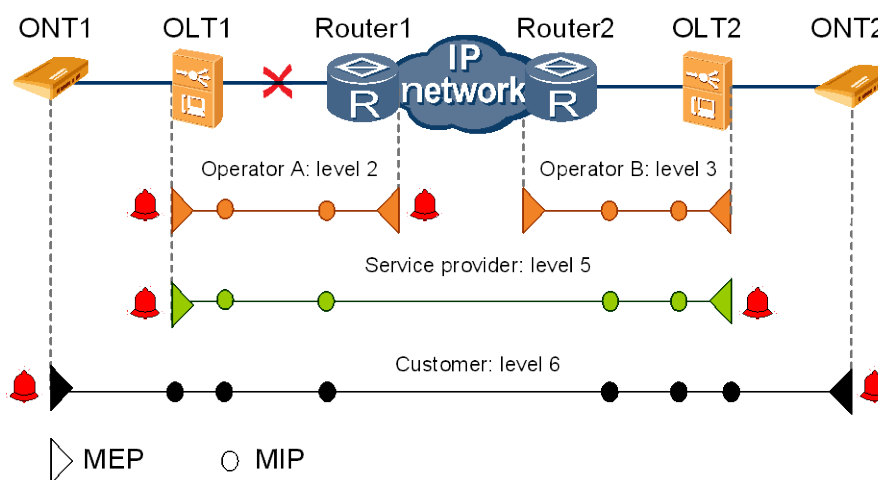 ONT1 OLT1 Router1 Router2 OLT2 ONT2
IP
network
R R
Operator A: level 2 Operator B: level 3
Service provider: level 5
Customer: level 6
MEP MIP